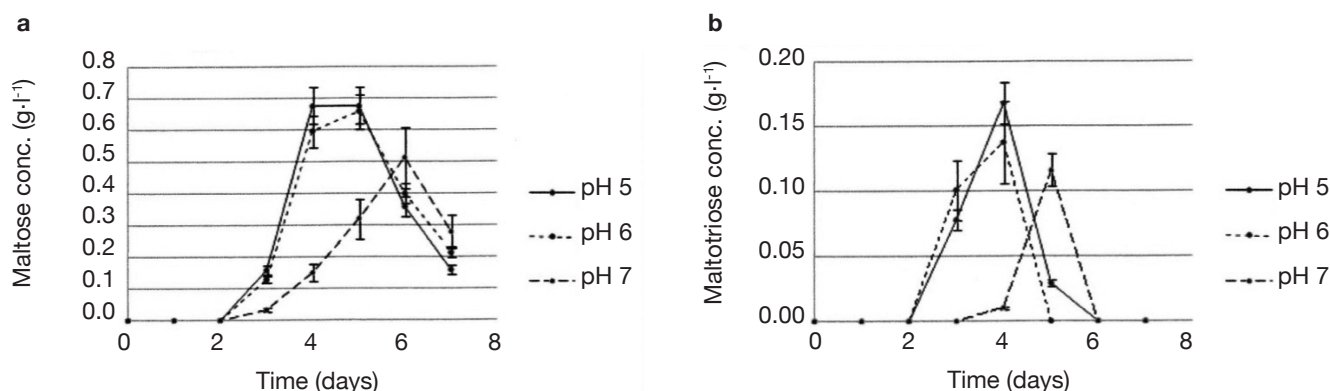 a
Maltose conc. (g·l⁻¹)
0.8
0.7
0.6
0.5
0.4
0.3
0.2
0.1
0.0
0 2 4 6 8
Time (days)
pH 5
pH 6
pH 7
b
Maltotriose conc. (g·l⁻¹)
0.20
0.15
0.10
0.05
0.00
0 2 4 6 8
Time (days)
pH 5
pH 6
pH 7